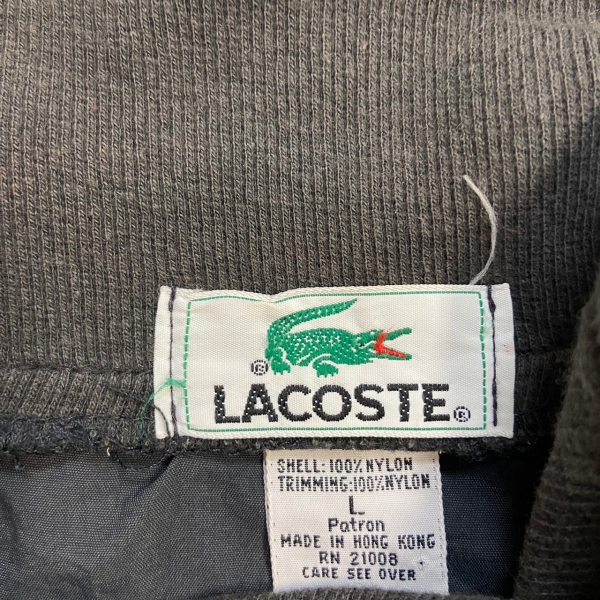 ®
LACOSTE®
SHELL: 100% NYLON
TRIMMING: 100% NYLON
L
Patron
MADE IN HONG KONG
RN 21008
CARE SEE OVER